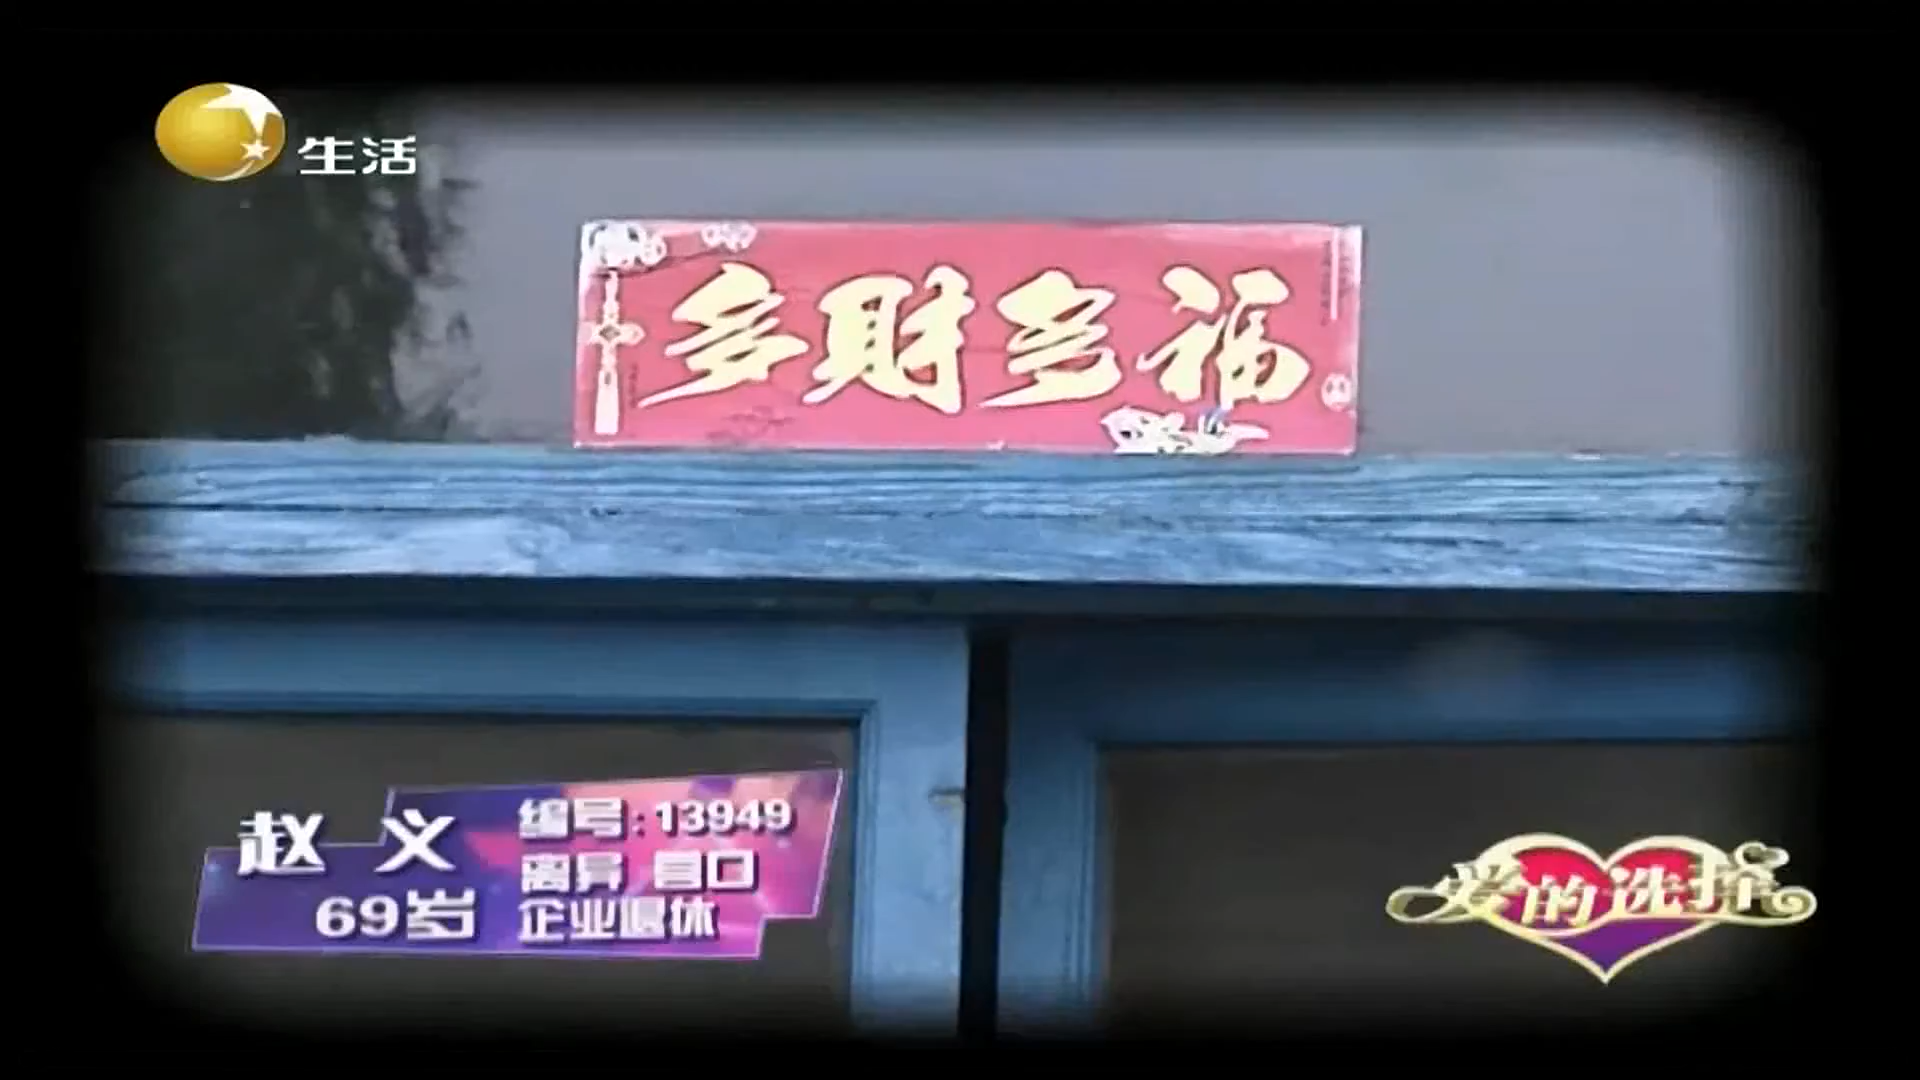 生活
多財多福
赵义
69岁
编号:13949
离异 营口
企业退休
爱的选择